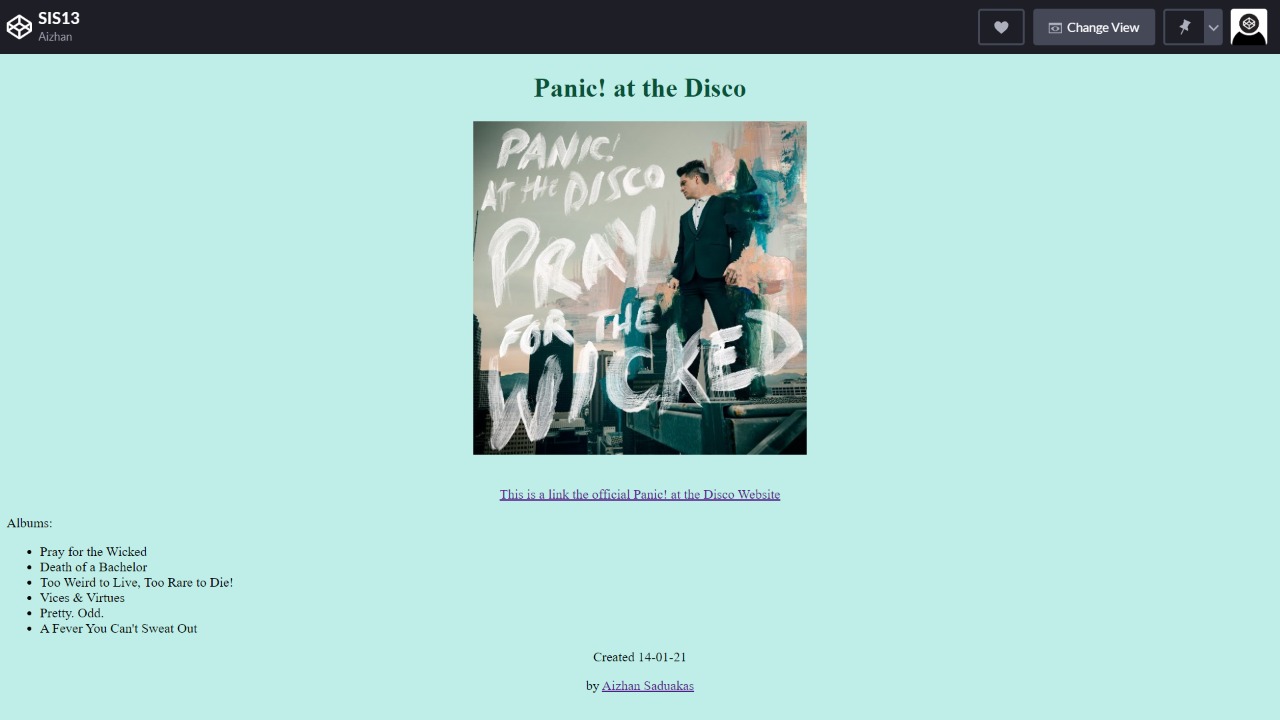 SIS13
Aizhan
Change View
Panic! at the Disco
PANIC!
AT tHE DISCO
PRAY
FOR THE
WICKED
This is a link the official Panic! at the Disco Website
Albums:
Pray for the Wicked
Death of a Bachelor
Too Weird to Live, Too Rare to Die!
Vices & Virtues
Pretty. Odd.
A Fever You Can't Sweat Out
Created 14-01-21
by Aizhan Saduakas